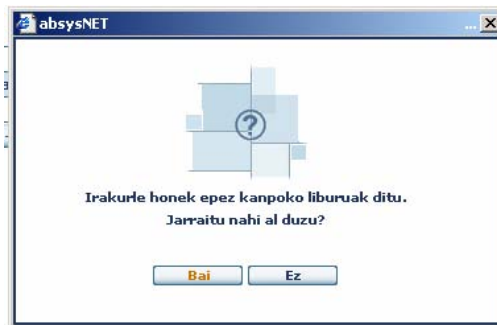 absysNET
...
?
Irakurle honek epez kanpoko liburuak ditu.
Jarraitu nahi al duzu?
Bai Ez